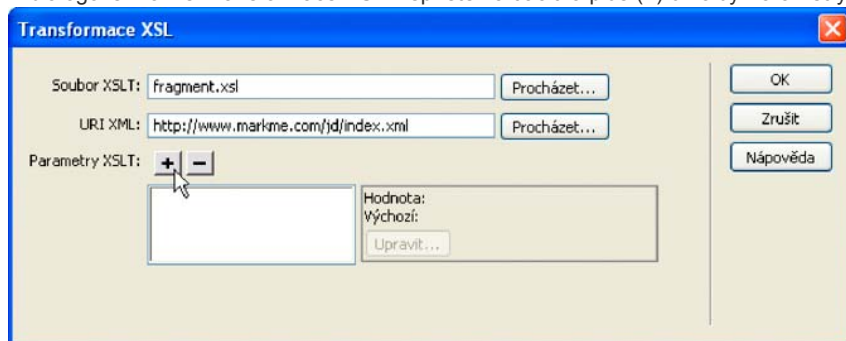 Transformace XSL
Soubor XSLT: fragment.xsl Procházet...
URI XML: http://www.markme.com/jd/index.xml Procházet...
Parametry XSLT: + −
Hodnota:
Výchozí:
Upravit...
OK
Zrušit
Nápověda